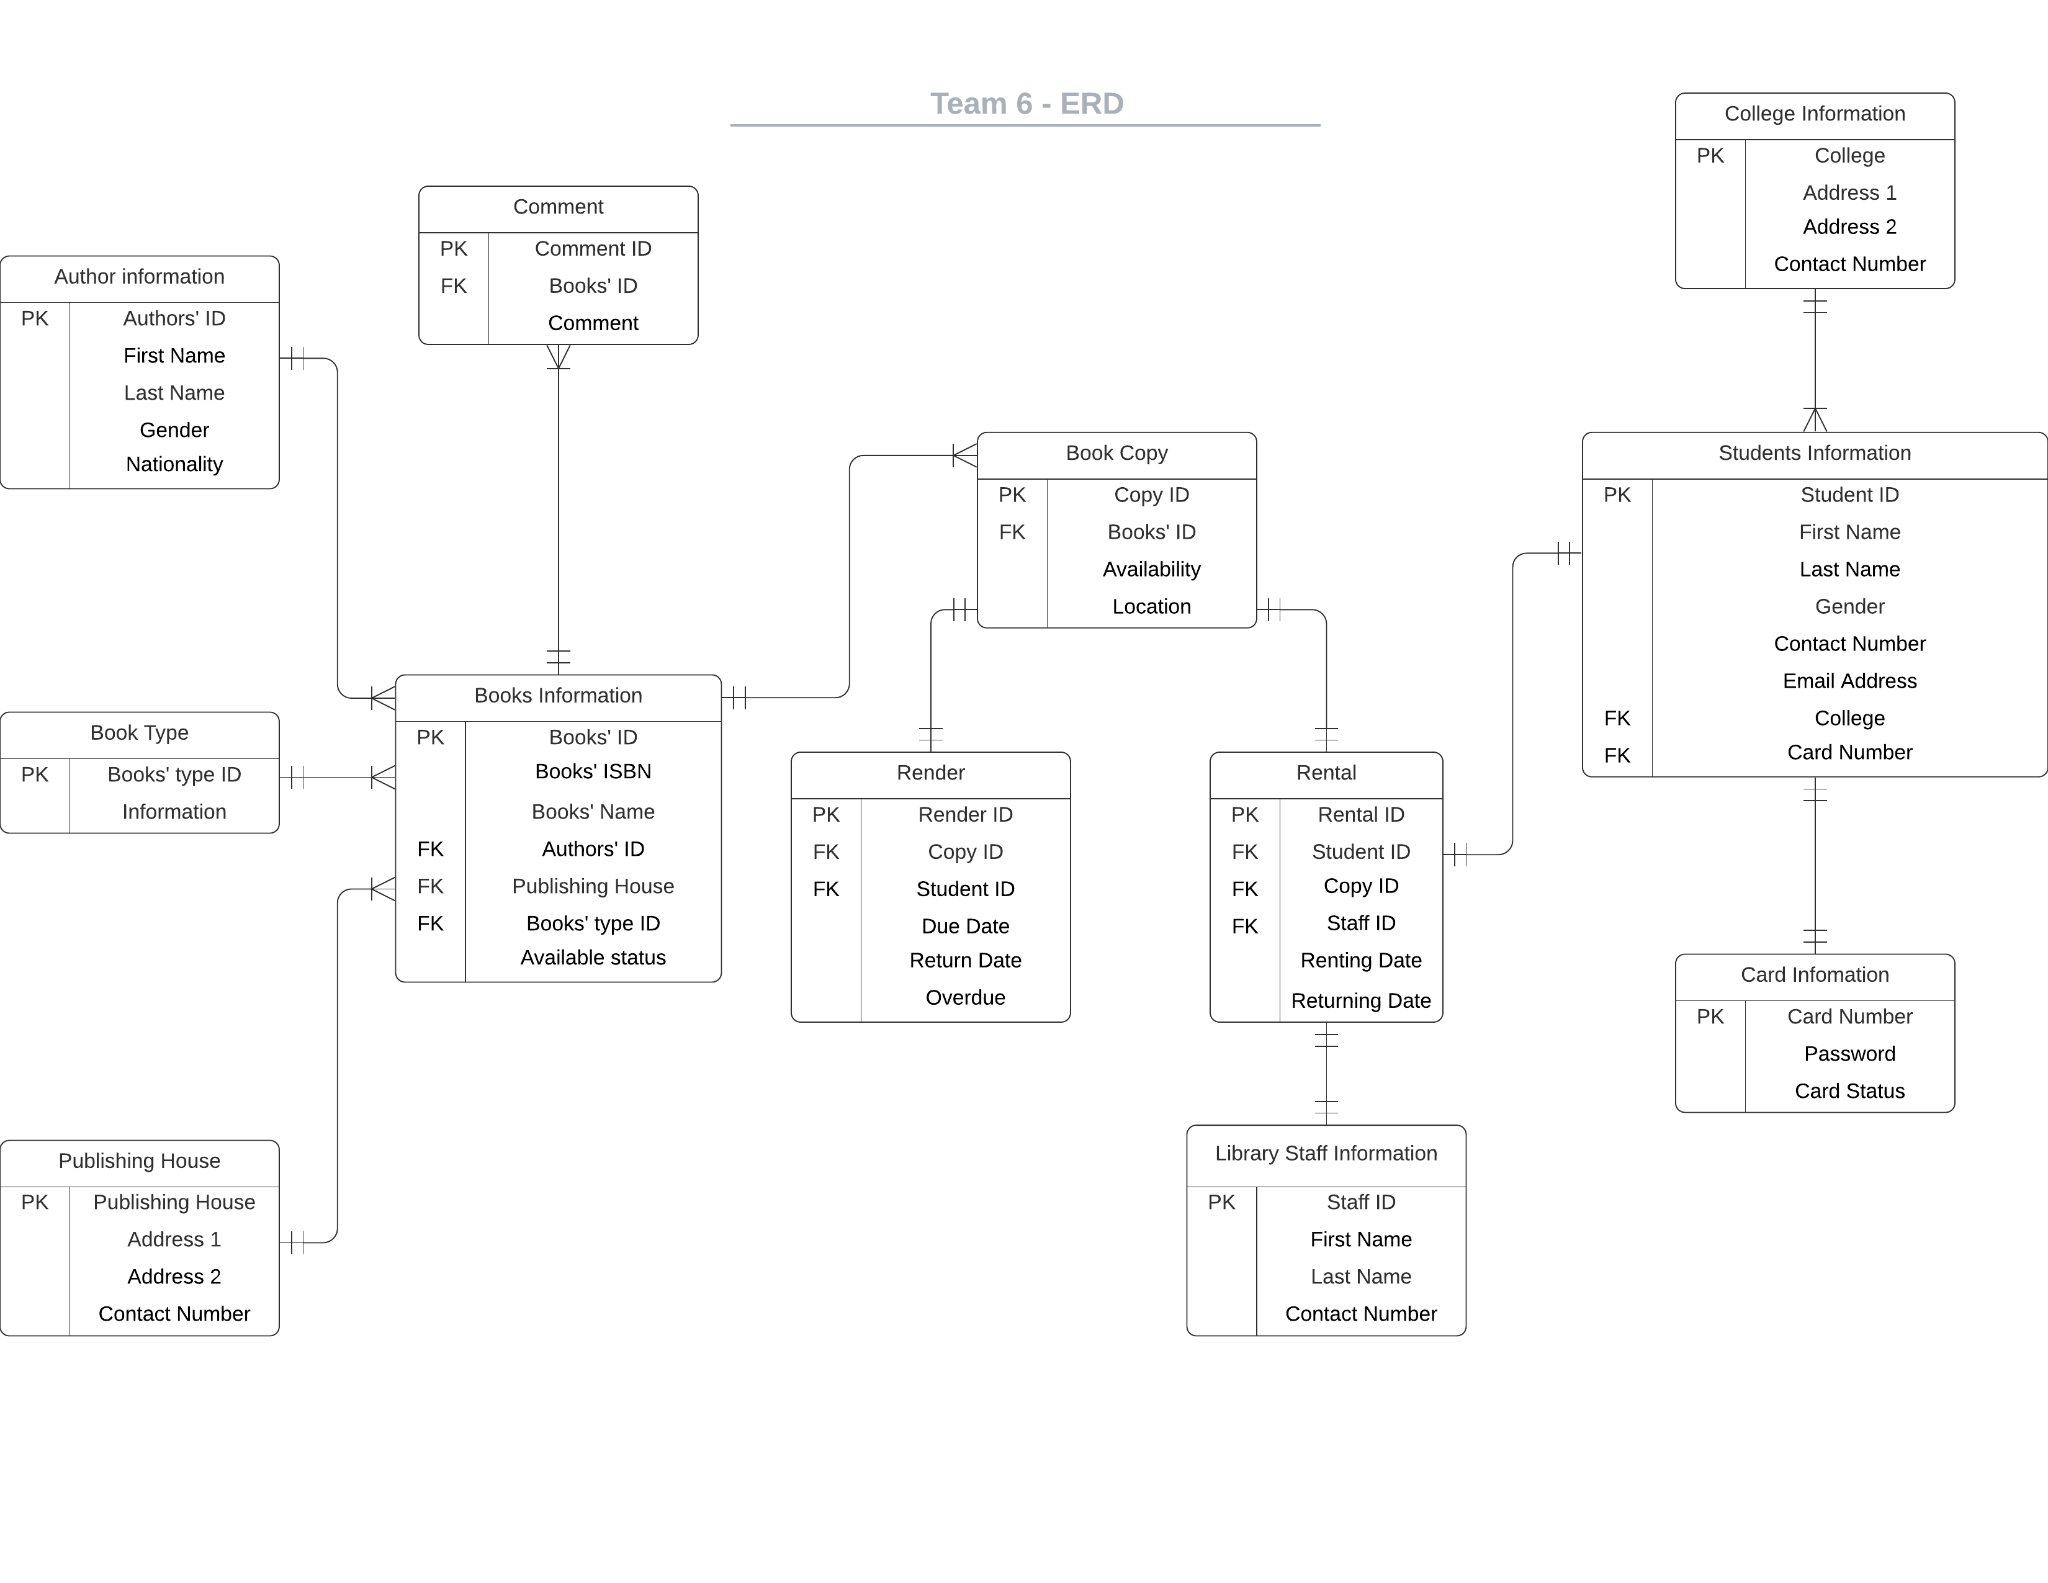 Team 6 - ERD
College Information
PK College
Address 1
Address 2
Contact Number
Comment
PK Comment ID
FK Books' ID
Comment
Author information
PK Authors' ID
First Name
Last Name
Gender
Nationality
Book Copy
PK Copy ID
FK Books' ID
Availability
Location
Students Information
PK Student ID
First Name
Last Name
Gender
Contact Number
Email Address
FK College
FK Card Number
Books Information
PK Books' ID
Books' ISBN
Books' Name
FK Authors' ID
FK Publishing House
FK Books' type ID
Available status
Book Type
PK Books' type ID
Information
Render
PK Render ID
FK Copy ID
FK Student ID
Due Date
Return Date
Overdue
Rental
PK Rental ID
FK Student ID
FK Copy ID
FK Staff ID
Renting Date
Returning Date
Card Infomation
PK Card Number
Password
Card Status
Publishing House
PK Publishing House
Address 1
Address 2
Contact Number
Library Staff Information
PK Staff ID
First Name
Last Name
Contact Number